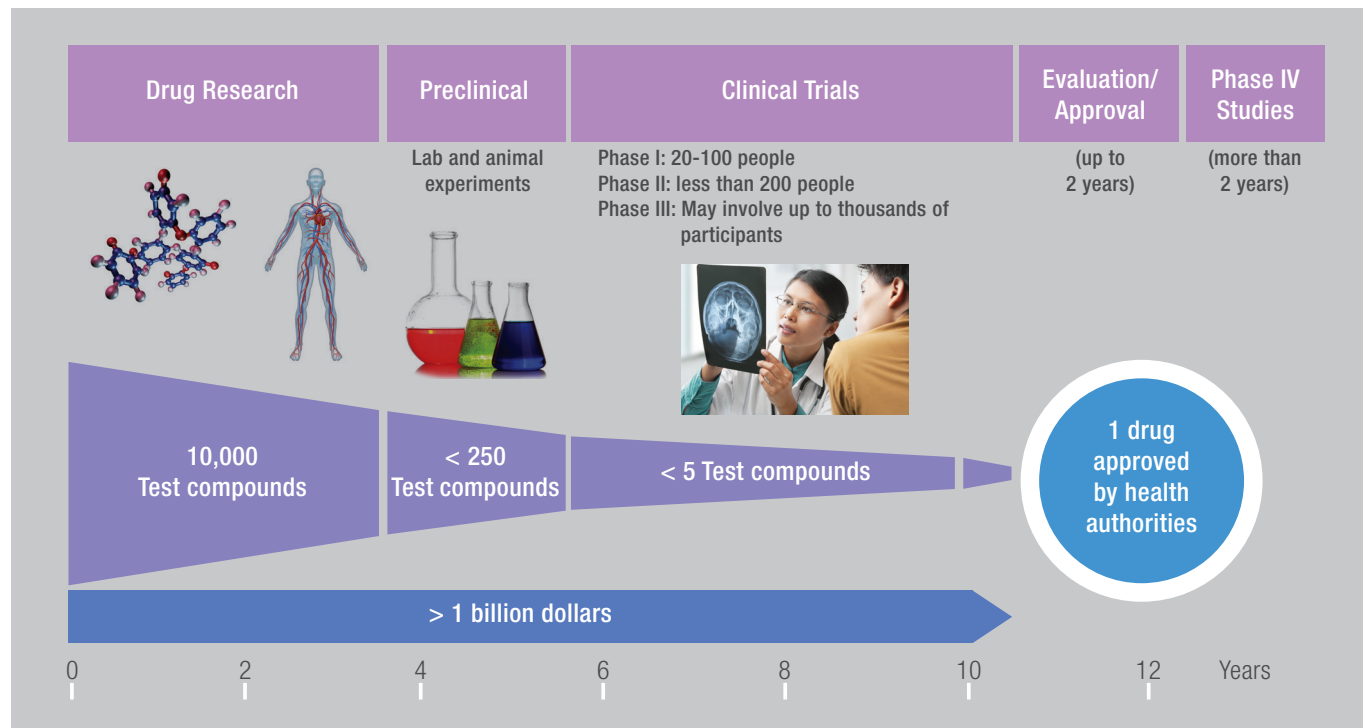 Drug Research
Preclinical
Clinical Trials
Evaluation/
Approval
Phase IV
Studies
Lab and animal
experiments
Phase I: 20-100 people
Phase II: less than 200 people
Phase III: May involve up to thousands of
participants
(up to
2 years)
(more than
2 years)
10,000
Test compounds
< 250
Test compounds
< 5 Test compounds
1 drug
approved
by health
authorities
> 1 billion dollars
0 2 4 6 8 10 12 Years